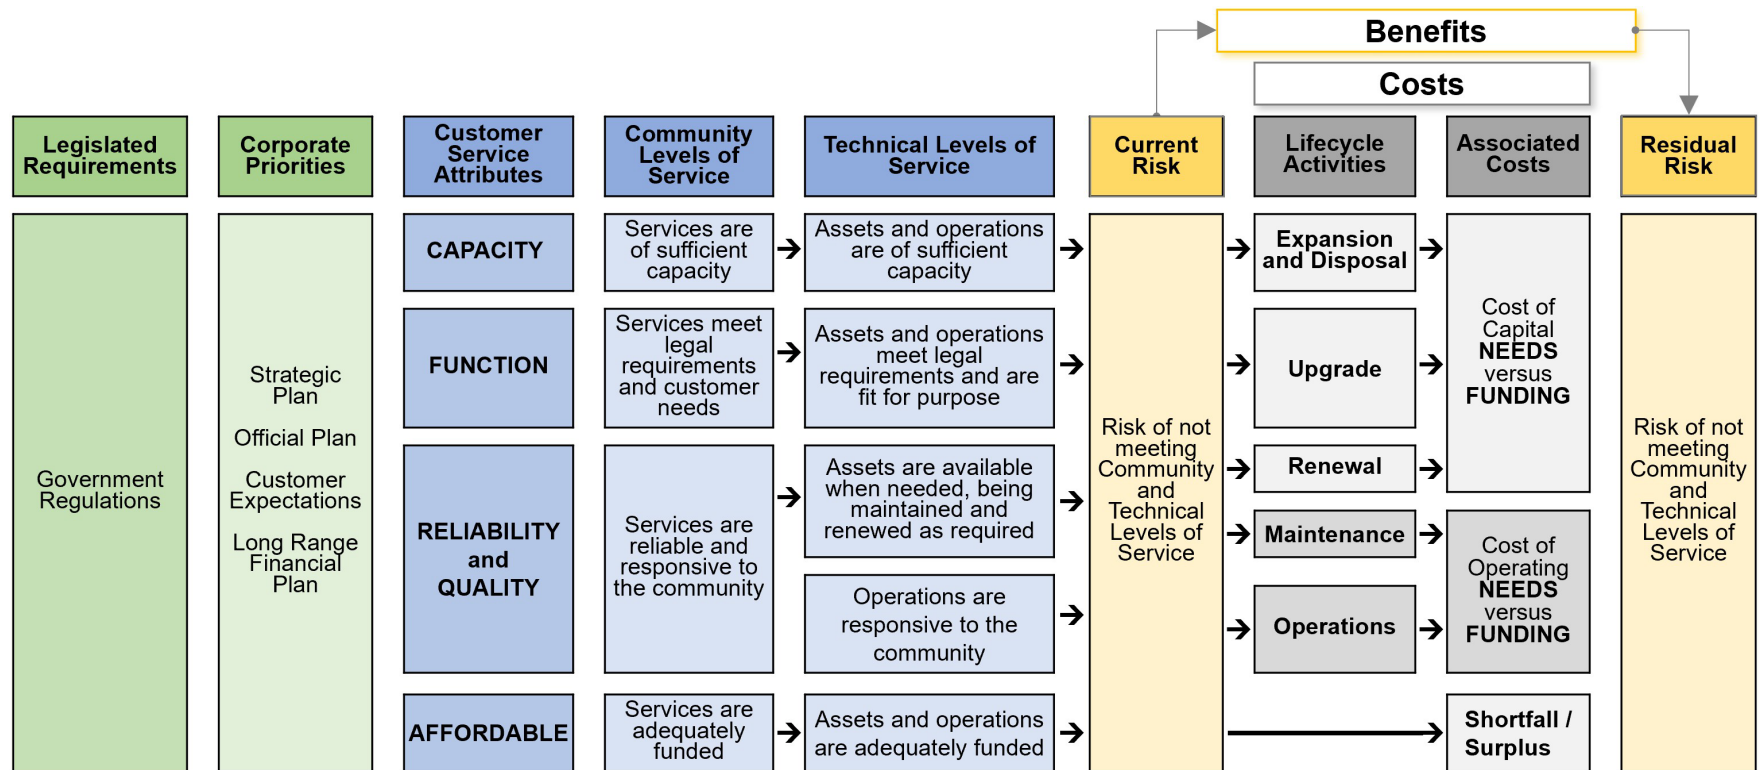 Benefits
Costs
Legislated
Requirements
Corporate
Priorities
Customer
Service
Attributes
Community
Levels of
Service
Technical Levels of
Service
Current
Risk
Lifecycle
Activities
Associated
Costs
Residual
Risk
Government
Regulations
Strategic
Plan
Official Plan
Customer
Expectations
Long Range
Financial
Plan
CAPACITY
Services are
of sufficient
capacity
Assets and operations
are of sufficient
capacity
FUNCTION
Services meet
legal
requirements
and customer
needs
Assets and operations
meet legal
requirements and are
fit for purpose
RELIABILITY
and
QUALITY
Services are
reliable and
responsive to
the community
Assets are available
when needed, being
maintained and
renewed as required
Operations are
responsive to the
community
AFFORDABLE
Services are
adequately
funded
Assets and operations
are adequately funded
Risk of not
meeting
Community
and
Technical
Levels of
Service
Expansion
and Disposal
Upgrade
Renewal
Maintenance
Operations
Cost of
Capital
NEEDS
versus
FUNDING
Cost of
Operating
NEEDS
versus
FUNDING
Shortfall /
Surplus
Risk of not
meeting
Community
and
Technical
Levels of
Service